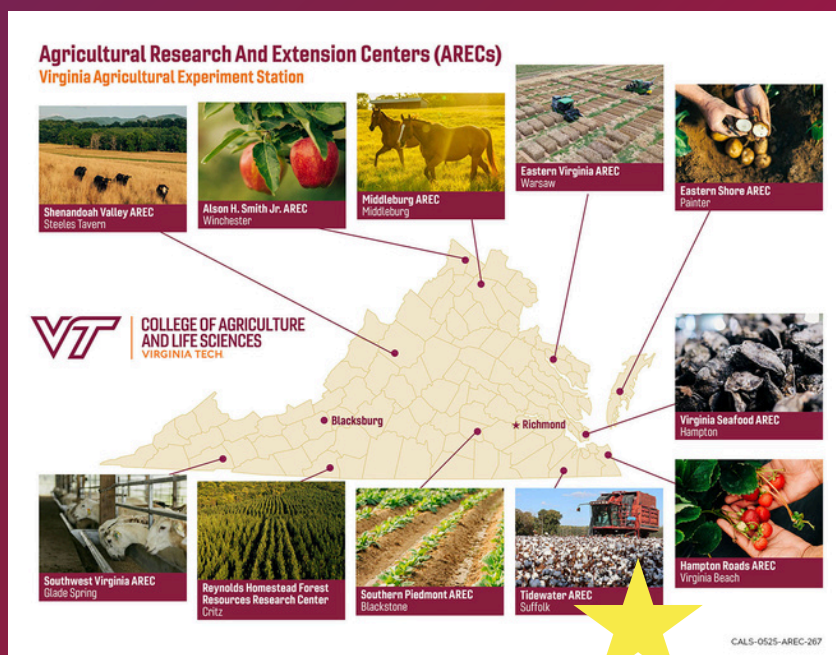 Agricultural Research And Extension Centers (ARECs)
Virginia Agricultural Experiment Station
Shenandoah Valley AREC
Steeles Tavern
Alson H. Smith Jr. AREC
Winchester
Middleburg AREC
Middleburg
Eastern Virginia AREC
Warsaw
Eastern Shore AREC
Painter
VT
COLLEGE OF AGRICULTURE
AND LIFE SCIENCES
VIRGINIA TECH
Blacksburg
Richmond
Virginia Seafood AREC
Hampton
Southwest Virginia AREC
Glade Spring
Reynolds Homestead Forest
Resources Research Center
Critz
Southern Piedmont AREC
Blackstone
Tidewater AREC
Suffolk
Hampton Roads AREC
Virginia Beach
CALS-0525-AREC-267